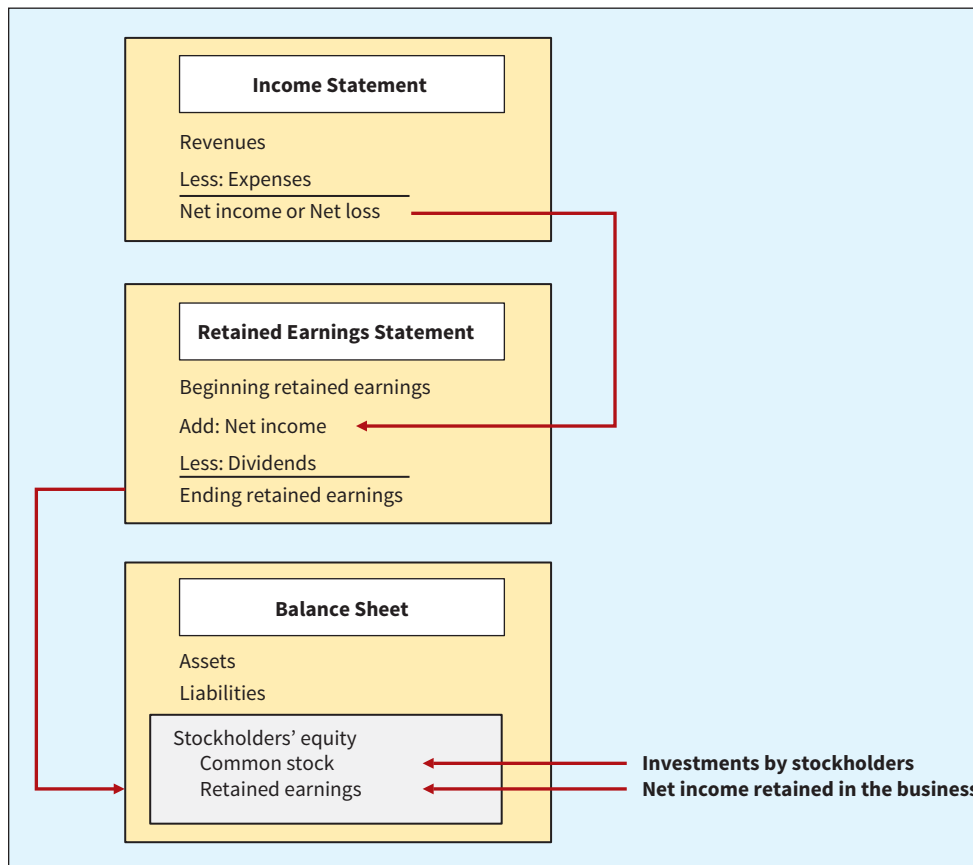 Income Statement
Revenues
Less: Expenses
Net income or Net loss
Retained Earnings Statement
Beginning retained earnings
Add: Net income
Less: Dividends
Ending retained earnings
Balance Sheet
Assets
Liabilities
Stockholders’ equity
Common stock
Retained earnings
Investments by stockholders
Net income retained in the business